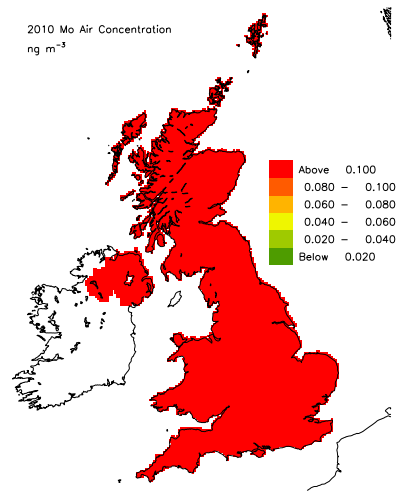 2010 Mo Air Concentration
ng m⁻³
Above 0.100
0.080 – 0.100
0.060 – 0.080
0.040 – 0.060
0.020 – 0.040
Below 0.020